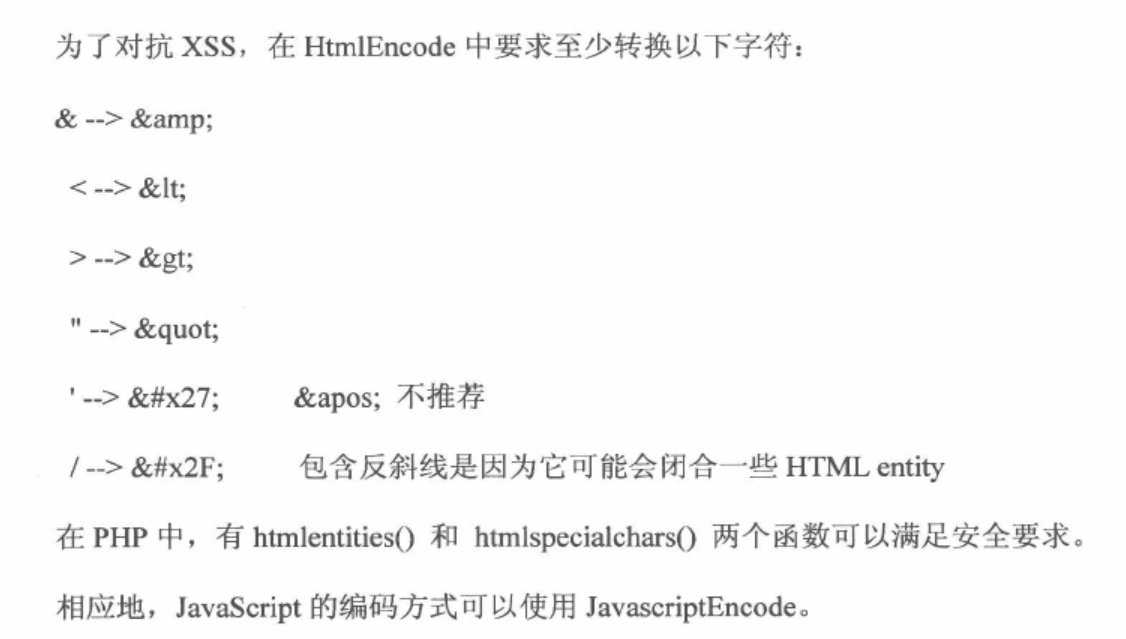 为了对抗 XSS，在 HtmlEncode 中要求至少转换以下字符：
& --> &amp;
< --> &lt;
> --> &gt;
" --> &quot;
' --> &#x27; &apos; 不推荐
/ --> &#x2F; 包含反斜线是因为它可能会闭合一些 HTML entity
在 PHP 中，有 htmlentities() 和 htmlspecialchars() 两个函数可以满足安全要求。
相应地，JavaScript 的编码方式可以使用 JavascriptEncode。